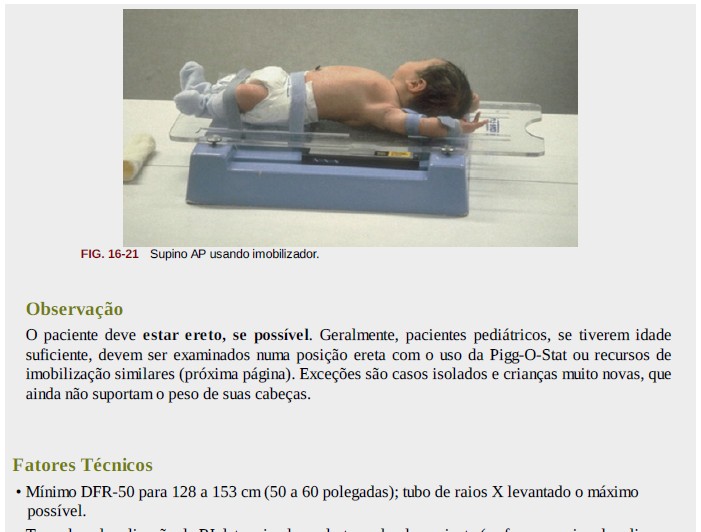 FIG. 16-21 Supino AP usando imobilizador.
Observação
O paciente deve estar ereto, se possível. Geralmente, pacientes pediátricos, se tiverem idade
suficiente, devem ser examinados numa posição ereta com o uso da Pigg-O-Stat ou recursos de
imobilização similares (próxima página). Exceções são casos isolados e crianças muito novas, que
ainda não suportam o peso de suas cabeças.
Fatores Técnicos
• Mínimo DFR-50 para 128 a 153 cm (50 a 60 polegadas); tubo de raios X levantado o máximo
possível.